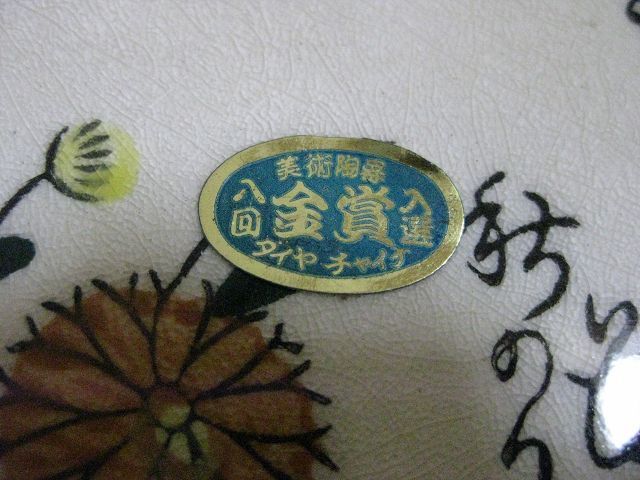 美術陶器
八回 金賞 入選
ダイヤ チャイナ